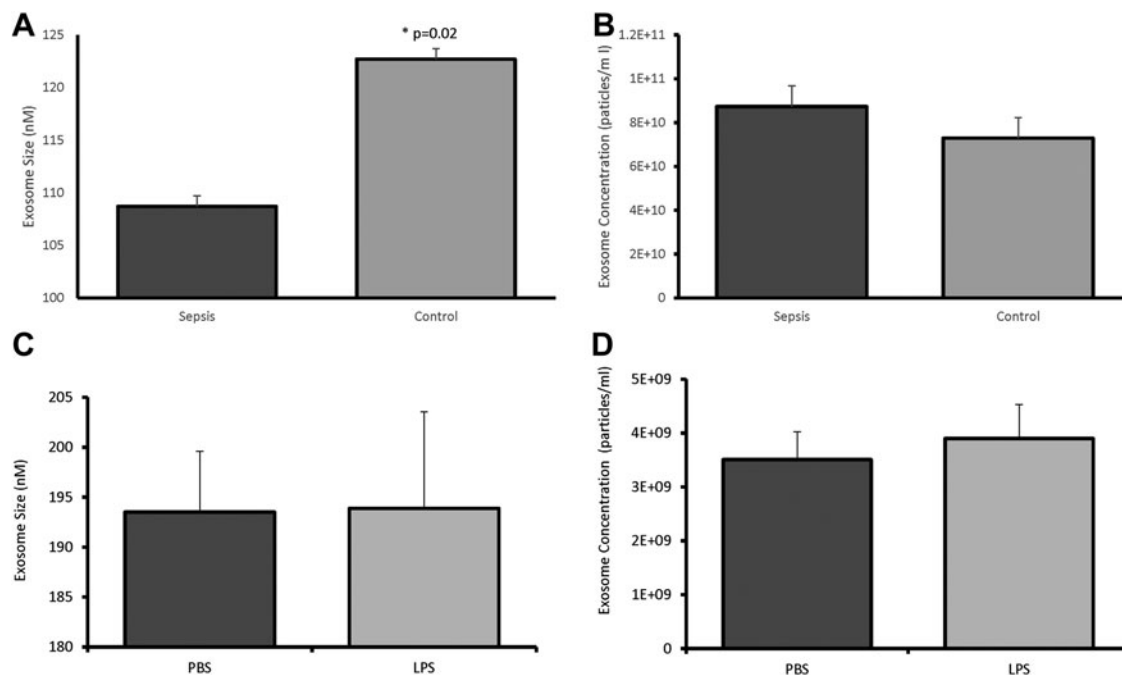 A
* p=0.02
125
120
115
110
105
100
Exosome Size (nM)
Sepsis Control
B
1.2E+11
1E+11
8E+10
6E+10
4E+10
2E+10
0
Exosome Concentration (paticles/m l)
Sepsis Control
C
205
200
195
190
185
180
Exosome Size (nM)
PBS LPS
D
5E+09
4E+09
3E+09
2E+09
1E+09
0
Exosome Concentration (particles/ml)
PBS LPS